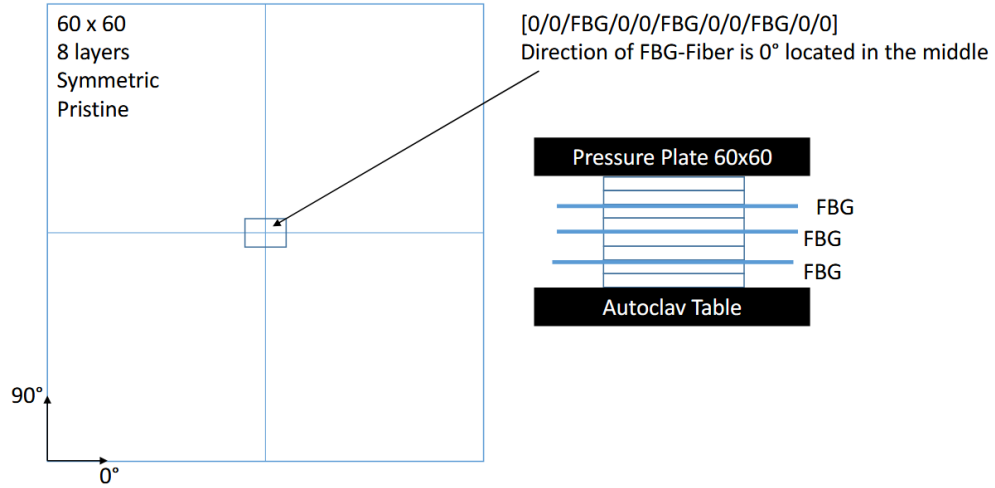 60 x 60
8 layers
Symmetric
Pristine
[0/0/FBG/0/0/FBG/0/0/FBG/0/0]
Direction of FBG-Fiber is 0° located in the middle
Pressure Plate 60x60
FBG
FBG
FBG
Autoclav Table
90°
0°